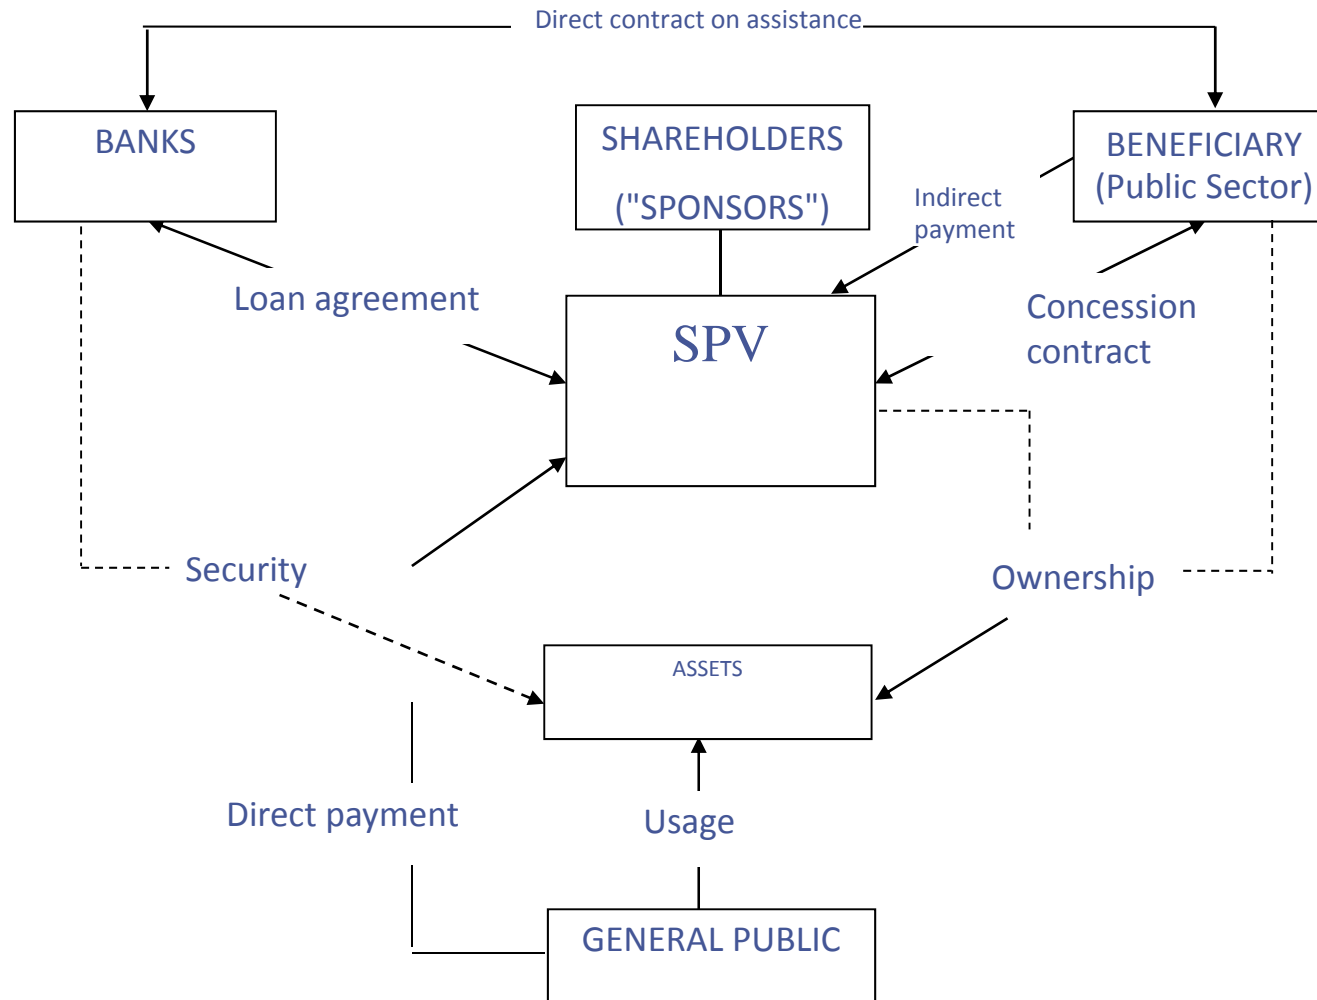 Direct contract on assistance
BANKS
SHAREHOLDERS
("SPONSORS")
BENEFICIARY
(Public Sector)
Indirect
payment
Loan agreement
SPV
Concession
contract
Security
Ownership
ASSETS
Direct payment
Usage
GENERAL PUBLIC